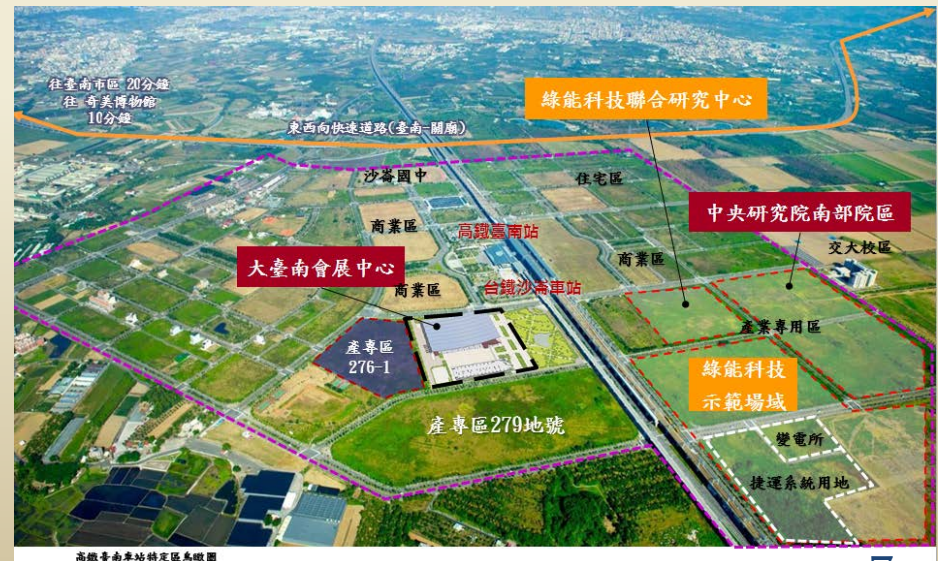 往臺南市區 20分鐘
往 奇美博物館
10分鐘
東西向快速道路(臺南-關廟)
綠能科技聯合研究中心
沙崙國中
住宅區
中央研究院南部院區
商業區
高鐵臺南站
交大校區
大臺南會展中心
商業區
台鐵沙崙車站
商業區
產業專用區
產專區
276-1
綠能科技
示範場域
產專區279地號
變電所
捷運系統用地
高鐵臺南車站特定區鳥瞰圖